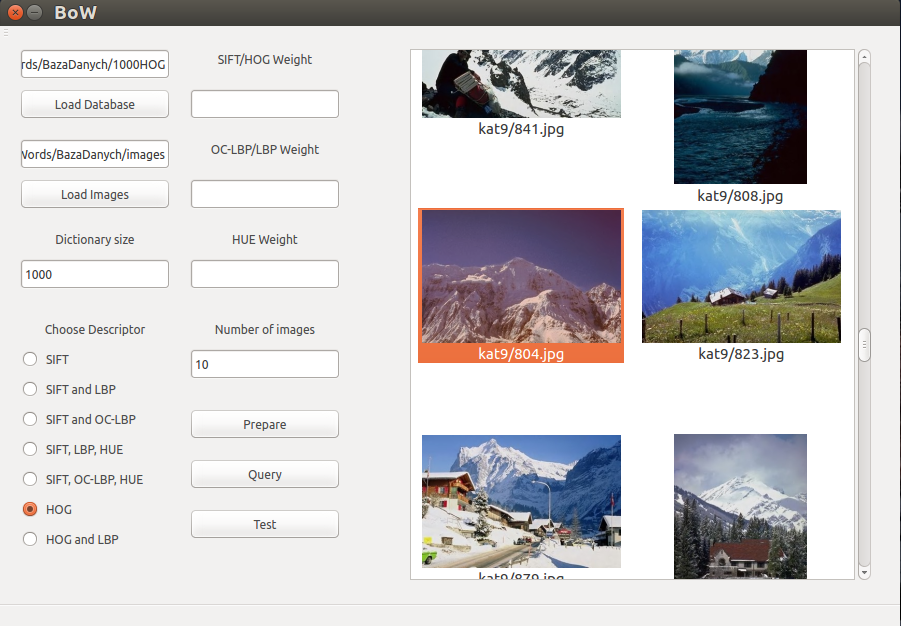 BoW
rds/BazaDanych/1000HOG
Load Database
Words/BazaDanych/images
Load Images
Dictionary size
1000
Choose Descriptor
SIFT
SIFT and LBP
SIFT and OC-LBP
SIFT, LBP, HUE
SIFT, OC-LBP, HUE
HOG
HOG and LBP
SIFT/HOG Weight
OC-LBP/LBP Weight
HUE Weight
Number of images
10
Prepare
Query
Test
kat9/841.jpg
kat9/808.jpg
kat9/804.jpg
kat9/823.jpg
kat9/879.jpg